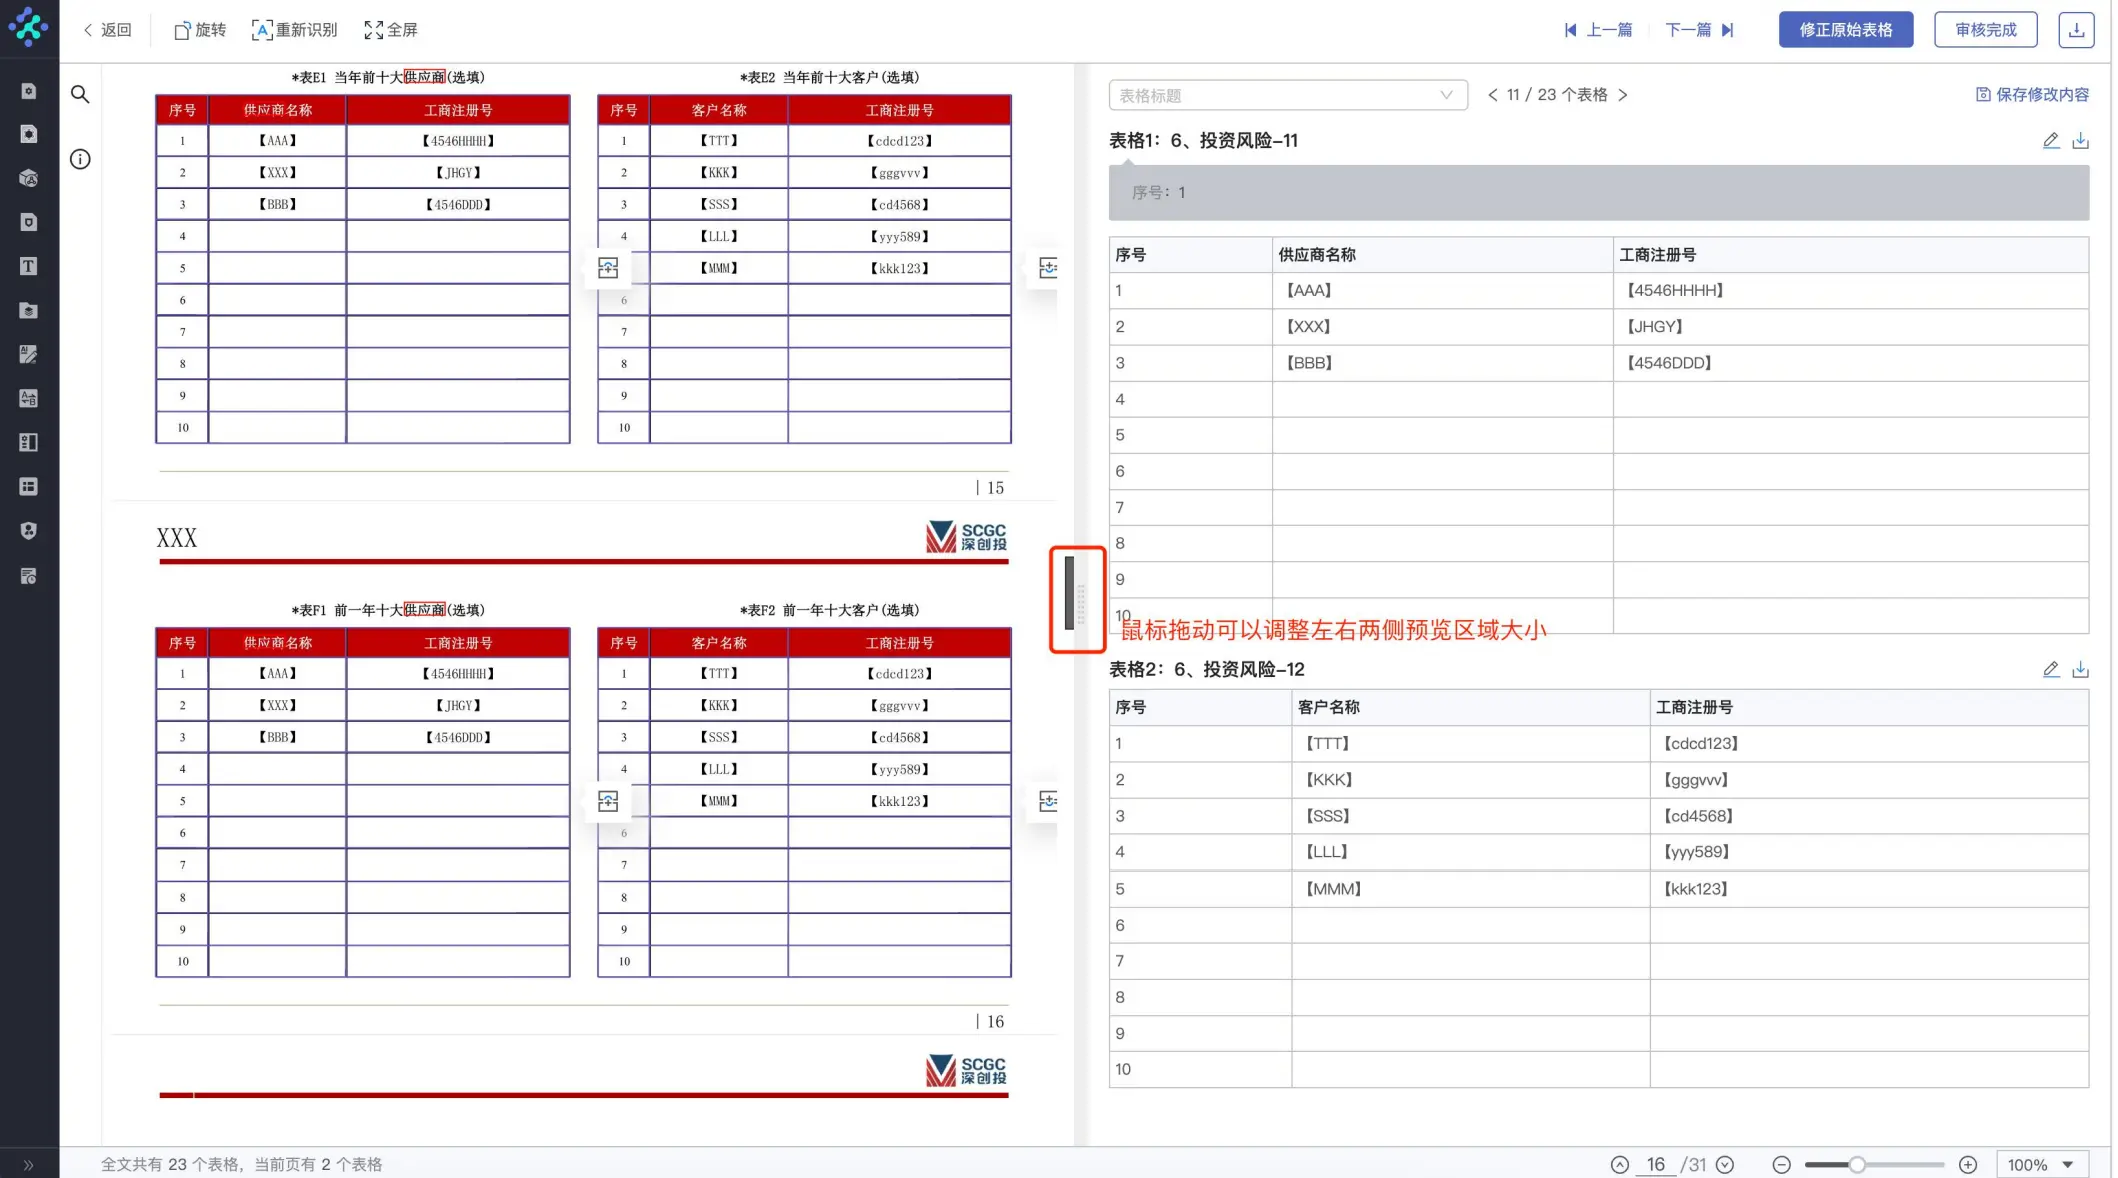 返回 旋转 重新识别 全屏 上一篇 下一篇 修正原始表格 审核完成
*表E1 当年前十大供应商(选填)
序号 供应商名称 工商注册号
1 【AAA】 【4546HHHH】
2 【XXX】 【JHGY】
3 【BBB】 【4546DDD】
4
5
6
7
8
9
10
*表E2 当年前十大客户(选填)
序号 客户名称 工商注册号
1 【TTT】 【cdcd123】
2 【KKK】 【gggvvv】
3 【SSS】 【cd4568】
4 【LLL】 【yyy589】
【MMM】 【kkk123】
6
7
8
9
10
| 15
XXX
SCGC
深创投
*表F1 前一年十大供应商(选填)
序号 供应商名称 工商注册号
1 【AAA】 【4546HHHH】
2 【XXX】 【JHGY】
3 【BBB】 【4546DDD】
4
5
6
7
8
9
10
*表F2 前一年十大客户(选填)
序号 客户名称 工商注册号
1 【TTT】 【cdcd123】
2 【KKK】 【gggvvv】
3 【SSS】 【cd4568】
4 【LLL】 【yyy589】
【MMM】 【kkk123】
6
7
8
9
10
| 16
SCGC
深创投
表格标题 11 / 23 个表格 保存修改内容
表格1：6、投资风险-11
序号：1
序号 供应商名称 工商注册号
1 【AAA】 【4546HHHH】
2 【XXX】 【JHGY】
3 【BBB】 【4546DDD】
4
5
6
7
8
9
10
鼠标拖动可以调整左右两侧预览区域大小
表格2：6、投资风险-12
序号 客户名称 工商注册号
1 【TTT】 【cdcd123】
2 【KKK】 【gggvvv】
3 【SSS】 【cd4568】
4 【LLL】 【yyy589】
5 【MMM】 【kkk123】
6
7
8
9
10
全文共有 23 个表格，当前页有 2 个表格 16 /31 100%